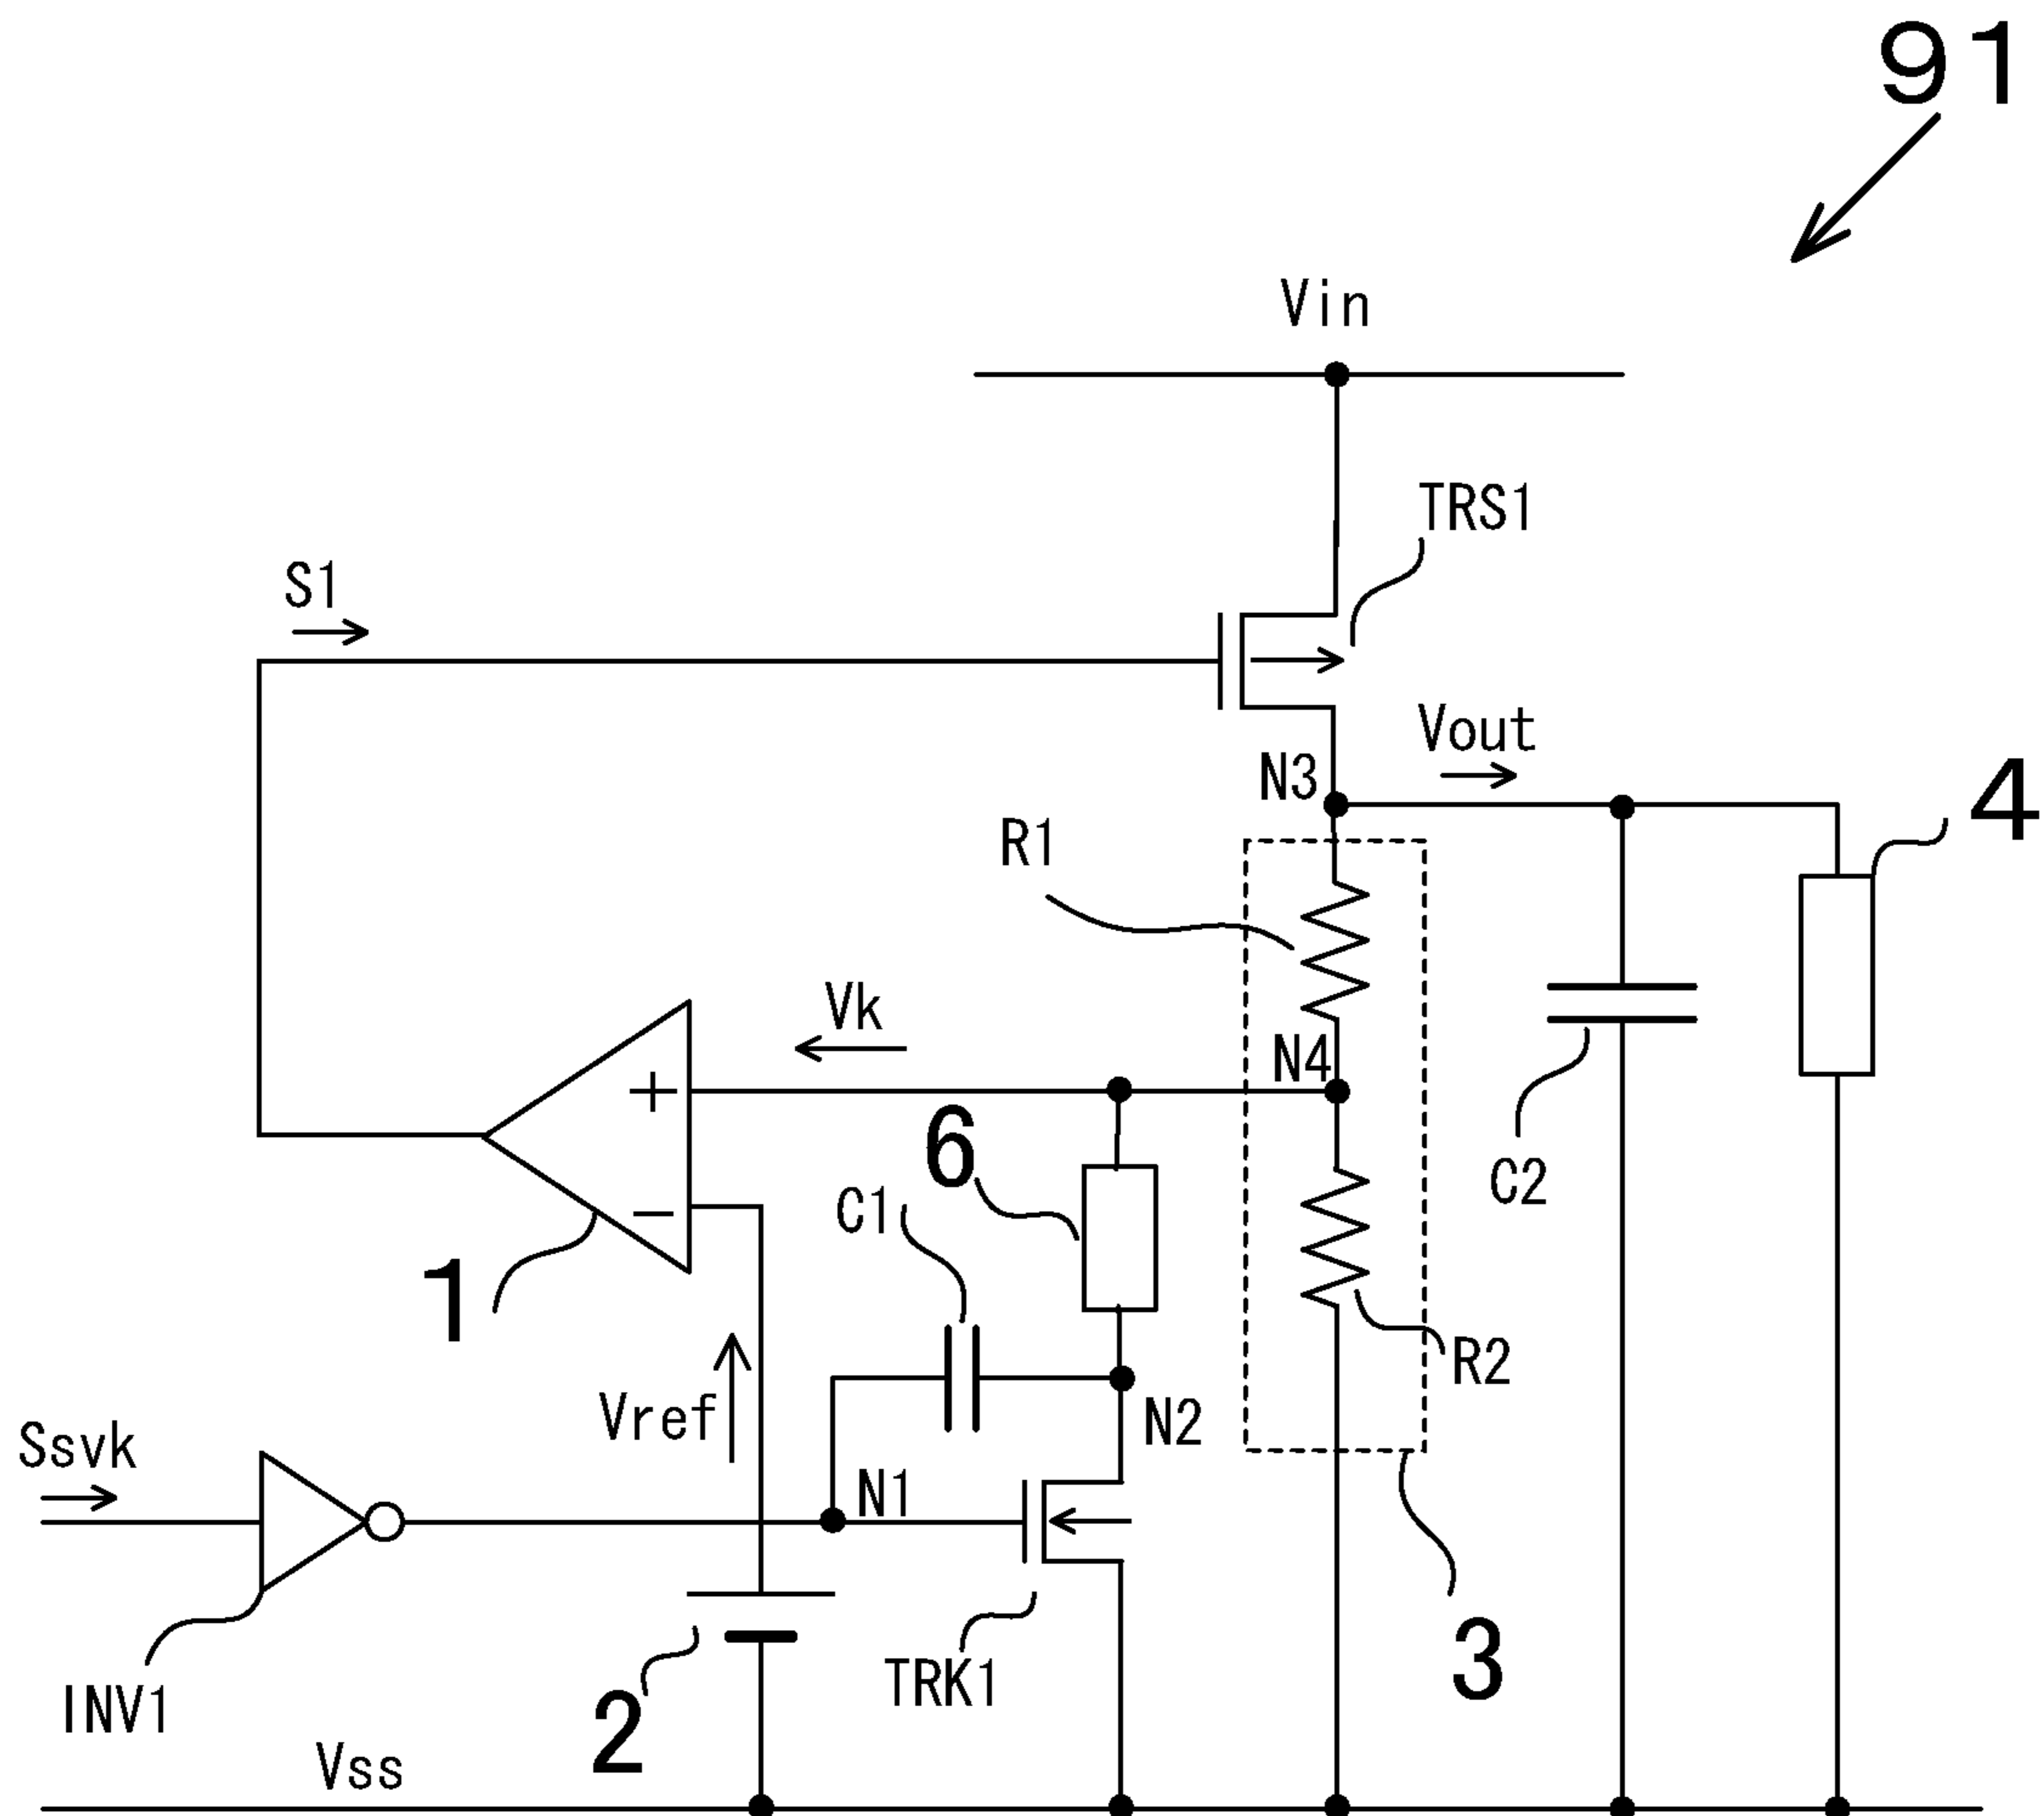 91
Vin
TRS1
S1
Vout
N3
4
R1
Vk
N4
+
6
C1
C2
−
1
R2
Vref
N2
Ssvk
N1
3
TRK1
INV1
2
Vss